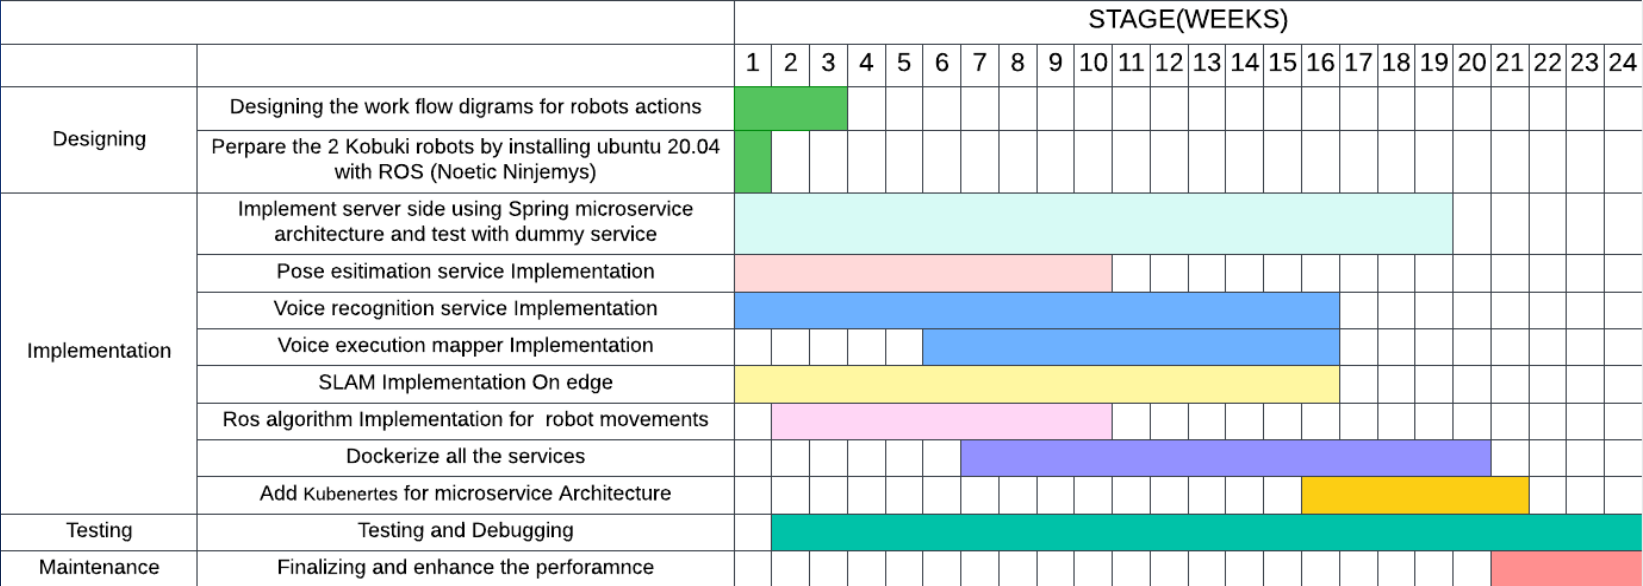 STAGE(WEEKS)
1 2 3 4 5 6 7 8 9 10 11 12 13 14 15 16 17 18 19 20 21 22 23 24
Designing
Designing the work flow digrams for robots actions
Perpare the 2 Kobuki robots by installing ubuntu 20.04
with ROS (Noetic Ninjemys)
Implementation
Implement server side using Spring microservice
architecture and test with dummy service
Pose esitimation service Implementation
Voice recognition service Implementation
Voice execution mapper Implementation
SLAM Implementation On edge
Ros algorithm Implementation for robot movements
Dockerize all the services
Add Kubenertes for microservice Architecture
Testing
Testing and Debugging
Maintenance
Finalizing and enhance the perforamnce